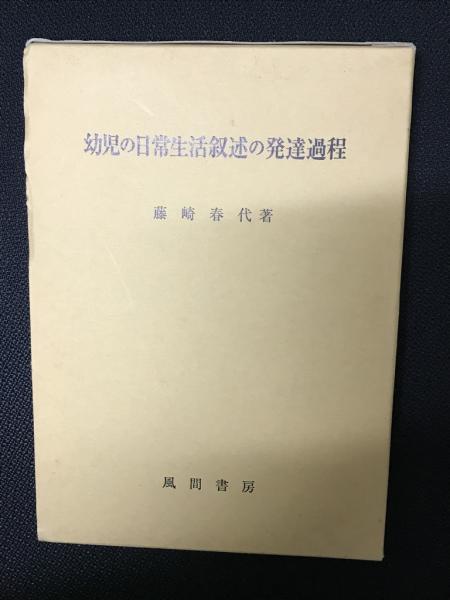 幼児の日常生活叙述の発達過程
藤崎春代著
風間書房